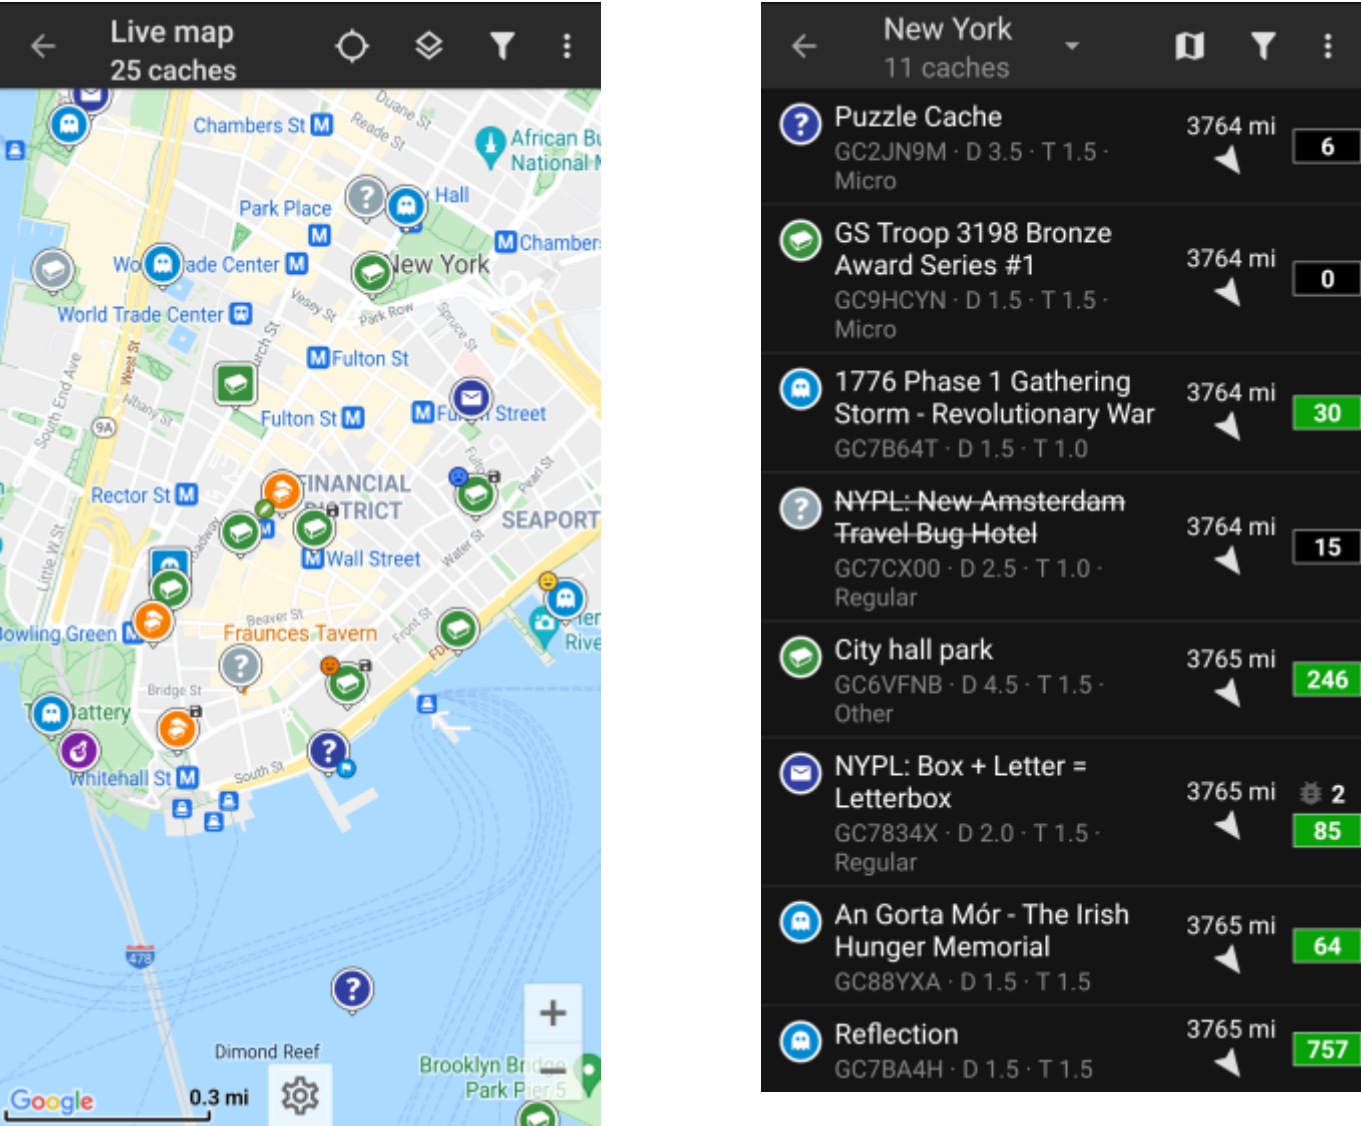 Live map
25 caches
Duane St
Chambers St M
Reade St
African Bu
National M
Hall
Park Place
M
M Chambers
Wo ade Center M
New York
Vesey St
Park Row
World Trade Center
Spruce St
urch St
West St
M Fulton St
South End Ave
Albany St
Fulton St M
M Fu n Street
9A
FINANCIAL
Pearl St
Rector St M
D TRICT
SEAPORT
oadway
M
Water St
M Wall Street
Little W St
Beaver St
Front St
Bowling Green M
Fraunces Tavern
Rive
FD
Bridge St
T Battery
Whitehall St M
South St
478
+
Dimond Reef
Brooklyn Bridge
Park Pier 5
Google
0.3 mi
New York
11 caches
Puzzle Cache
3764 mi
6
GC2JN9M · D 3.5 · T 1.5 ·
Micro
GS Troop 3198 Bronze
Award Series #1
3764 mi
0
GC9HCYN · D 1.5 · T 1.5 ·
Micro
1776 Phase 1 Gathering
Storm - Revolutionary War
3764 mi
30
GC7B64T · D 1.5 · T 1.0
NYPL: New Amsterdam
Travel Bug Hotel
3764 mi
15
GC7CX00 · D 2.5 · T 1.0 ·
Regular
City hall park
3765 mi
246
GC6VFNB · D 4.5 · T 1.5 ·
Other
NYPL: Box + Letter =
Letterbox
3765 mi
2
85
GC7834X · D 2.0 · T 1.5 ·
Regular
An Gorta Mór - The Irish
Hunger Memorial
3765 mi
64
GC88YXA · D 1.5 · T 1.5
Reflection
3765 mi
757
GC7BA4H · D 1.5 · T 1.5